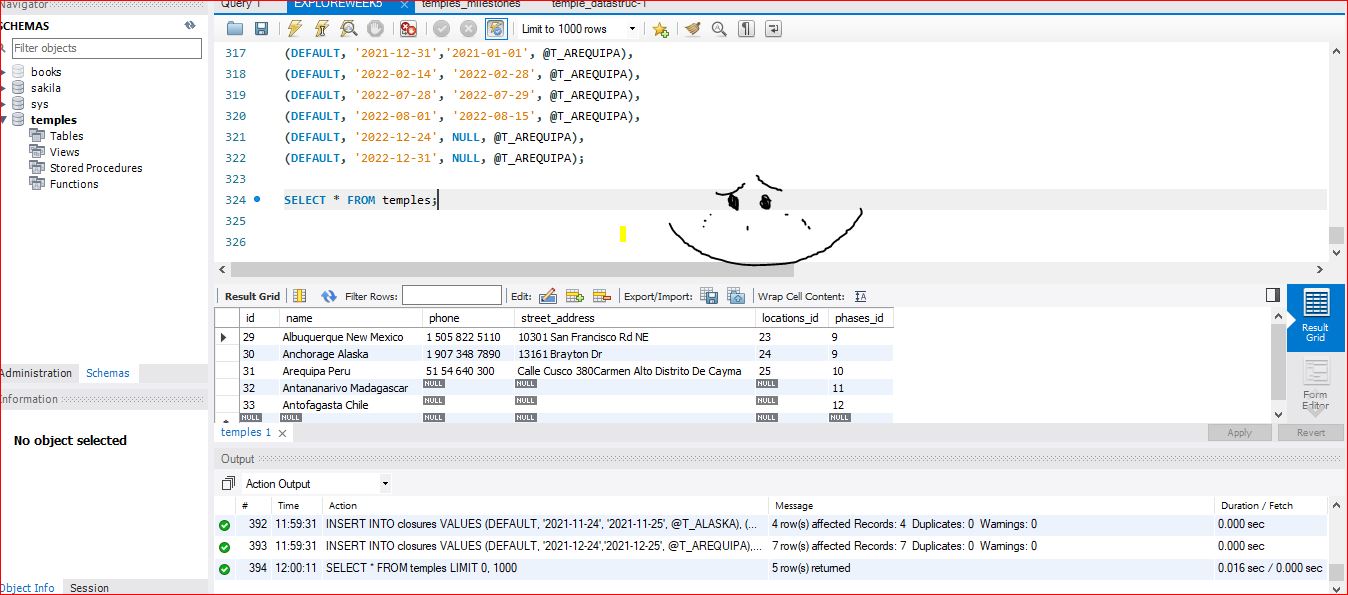 Navigator
Query 1
EXPLOREWEEK5
temples_milestones
temple_datastruc-1
SCHEMAS
Filter objects
books
sakila
sys
temples
Tables
Views
Stored Procedures
Functions
Administration
Schemas
Information
No object selected
Object Info
Session
Limit to 1000 rows
317 (DEFAULT, '2021-12-31','2021-01-01', @T_AREQUIPA),
318 (DEFAULT, '2022-02-14', '2022-02-28', @T_AREQUIPA),
319 (DEFAULT, '2022-07-28', '2022-07-29', @T_AREQUIPA),
320 (DEFAULT, '2022-08-01', '2022-08-15', @T_AREQUIPA),
321 (DEFAULT, '2022-12-24', NULL, @T_AREQUIPA),
322 (DEFAULT, '2022-12-31', NULL, @T_AREQUIPA);
323
324 SELECT * FROM temples;
325
326
Result Grid Filter Rows: Edit: Export/Import: Wrap Cell Content:
id name phone street_address locations_id phases_id
29 Albuquerque New Mexico 1 505 822 5110 10301 San Francisco Rd NE 23 9
30 Anchorage Alaska 1 907 348 7890 13161 Brayton Dr 24 9
31 Arequipa Peru 51 54 640 300 Calle Cusco 380Carmen Alto Distrito De Cayma 25 10
32 Antananarivo Madagascar NULL NULL NULL 11
33 Antofagasta Chile NULL NULL NULL 12
NULL NULL NULL NULL NULL NULL
Result
Grid
Form
Editor
temples 1
Apply
Revert
Output
Action Output
# Time Action Message Duration / Fetch
392 11:59:31 INSERT INTO closures VALUES (DEFAULT, '2021-11-24', '2021-11-25', @T_ALASKA), (... 4 row(s) affected Records: 4 Duplicates: 0 Warnings: 0 0.000 sec
393 11:59:31 INSERT INTO closures VALUES (DEFAULT, '2021-12-24','2021-12-25', @T_AREQUIPA),... 7 row(s) affected Records: 7 Duplicates: 0 Warnings: 0 0.000 sec
394 12:00:11 SELECT * FROM temples LIMIT 0, 1000 5 row(s) returned 0.016 sec / 0.000 sec